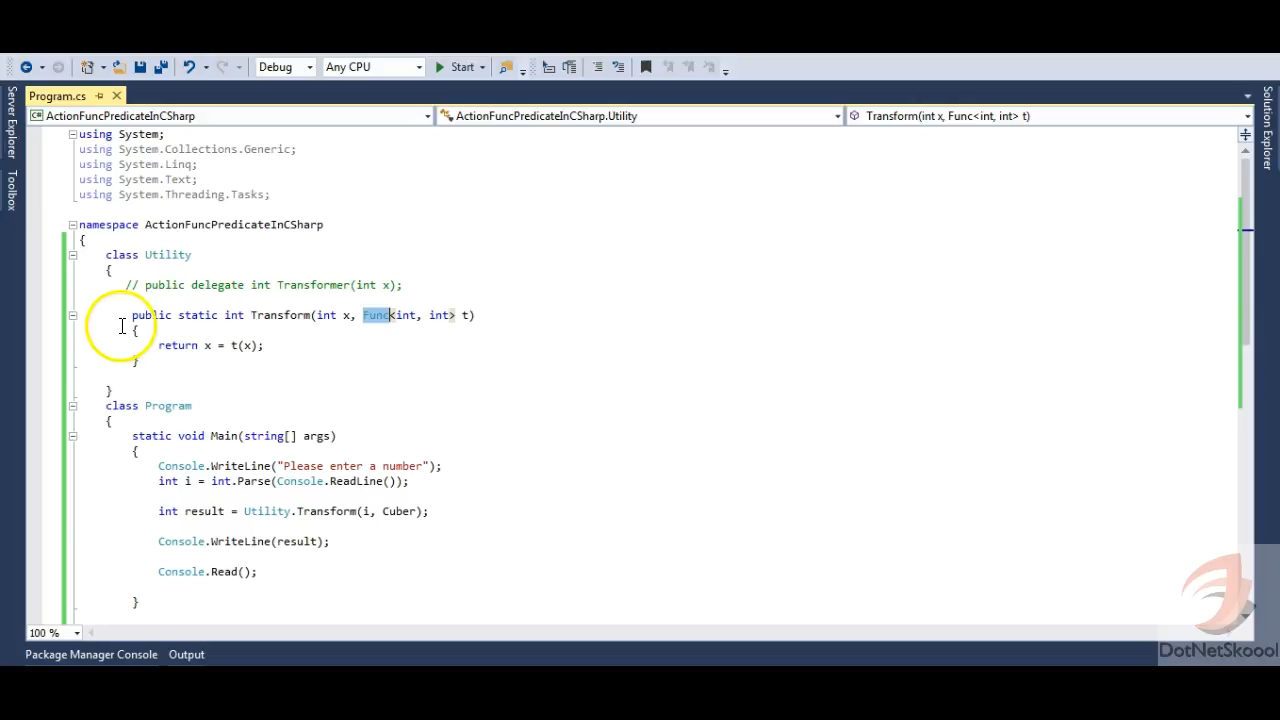 Debug Any CPU Start
Program.cs
ActionFuncPredicateInCSharp ActionFuncPredicateInCSharp.Utility Transform(int x, Func<int, int> t)
Server Explorer
Toolbox
Solution Explorer
using System;
using System.Collections.Generic;
using System.Linq;
using System.Text;
using System.Threading.Tasks;
namespace ActionFuncPredicateInCSharp
{
class Utility
{
// public delegate int Transformer(int x);
public static int Transform(int x, Func<int, int> t)
{
return x = t(x);
}
}
class Program
{
static void Main(string[] args)
{
Console.WriteLine("Please enter a number");
int i = int.Parse(Console.ReadLine());
int result = Utility.Transform(i, Cuber);
Console.WriteLine(result);
Console.Read();
}
100 %
Package Manager Console Output
DotNetSkoool